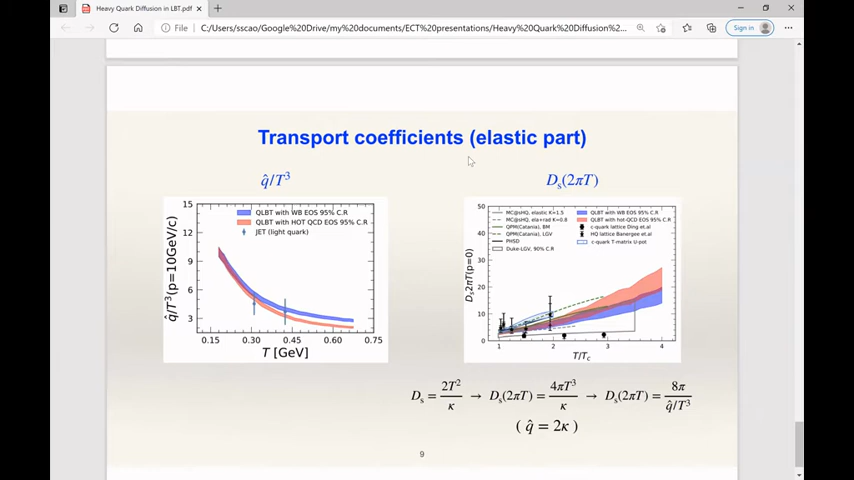 Heavy Quark Diffusion in LBT.pdf
File
C:/Users/sscao/Google%20Drive/my%20documents/ECT%20presentations/Heavy%20Quark%20Diffusion%2...
Sign in
Transport coefficients (elastic part)
q̂/T³
D_s(2πT)
q̂/T³(p=10GeV/c)
15
12
9
6
3
QLBT with WB EOS 95% C.R
QLBT with HOT QCD EOS 95% C.R
JET (light quark)
0.15 0.30 0.45 0.60 0.75
T [GeV]
D_s2πT(p=0)
50
40
30
20
10
0
MC@sHQ, elastic K=1.5
MC@sHQ, ela+rad K=0.8
QPM(Catania), BM
QPM(Catania), LGV
PHSD
Duke-LGV, 90% C.R
QLBT with WB EOS 95% C.R
QLBT with hot-QCD EOS 95% C.R
c-quark lattice Ding et.al
HQ lattice Banerjee et.al
c-quark T-matrix U-pot
1 2 3 4
T/T_c
D_s = 2T²/κ → D_s(2πT) = 4πT³/κ → D_s(2πT) = 8π/(q̂/T³)
( q̂ = 2κ )
9